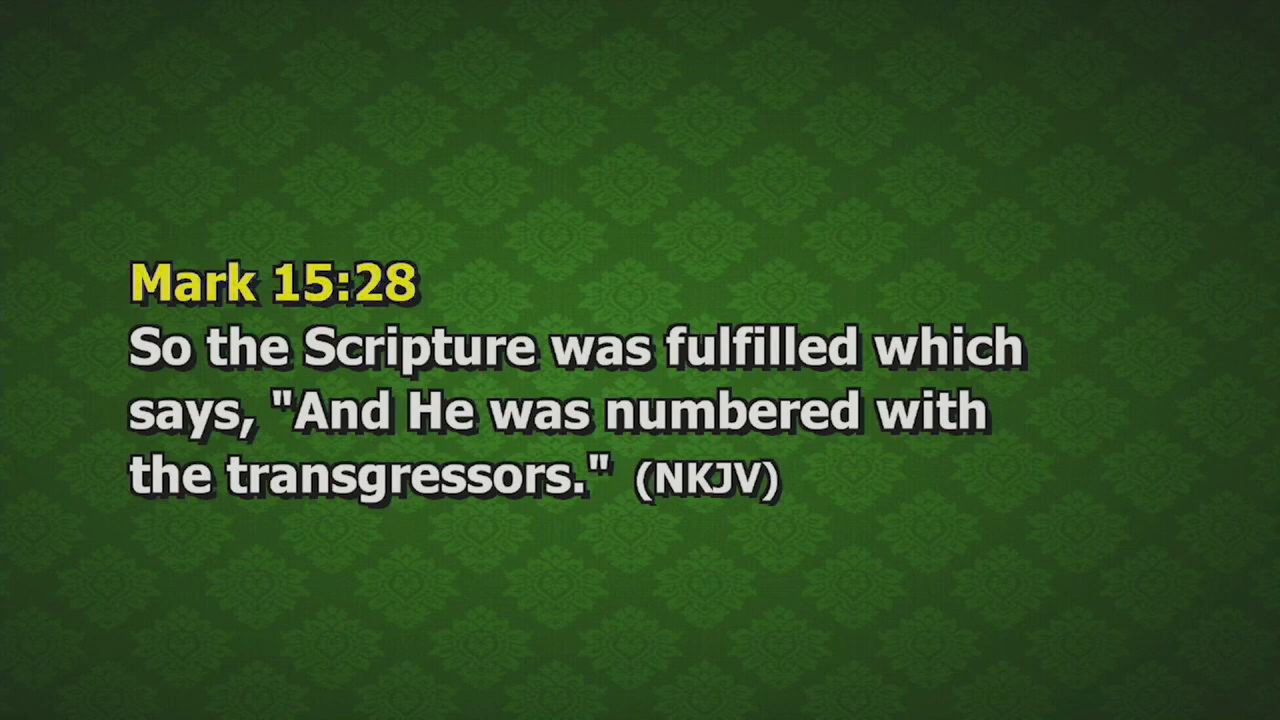 Mark 15:28
So the Scripture was fulfilled which
says, "And He was numbered with
the transgressors." (NKJV)